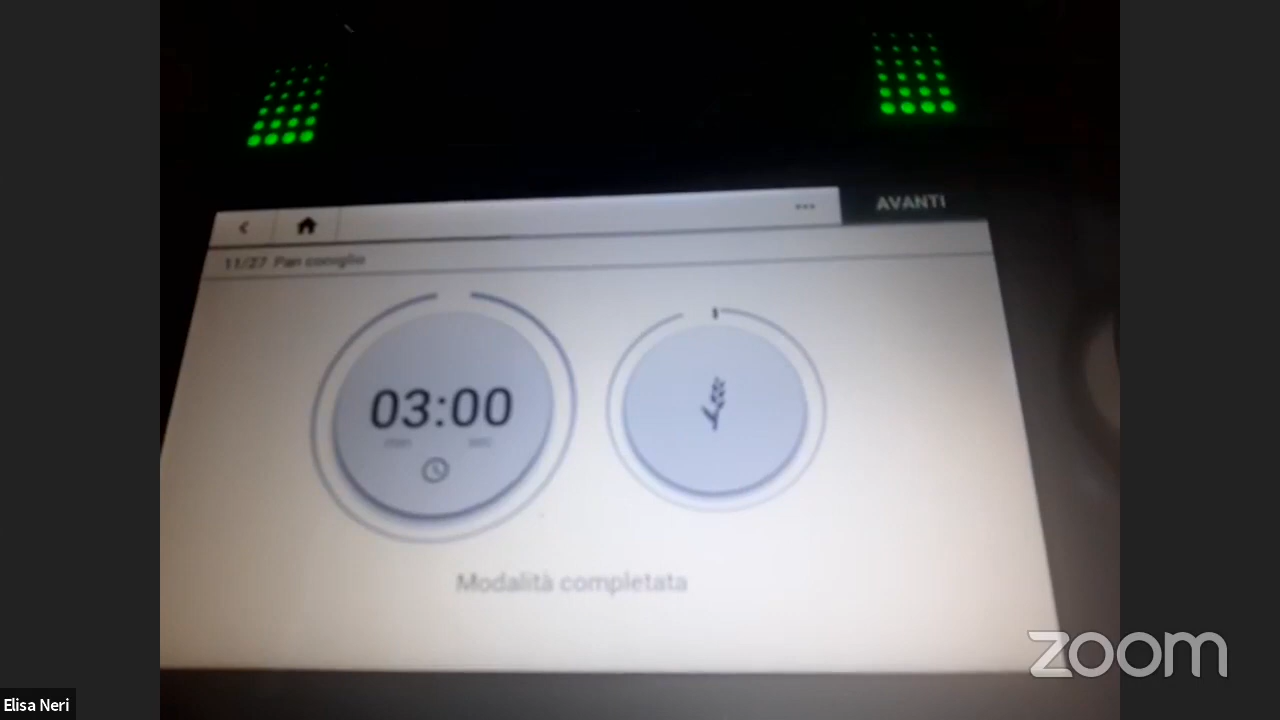 AVANTI
11/27 Pan coniglio
03:00
min sec
Modalità completata
zoom
Elisa Neri